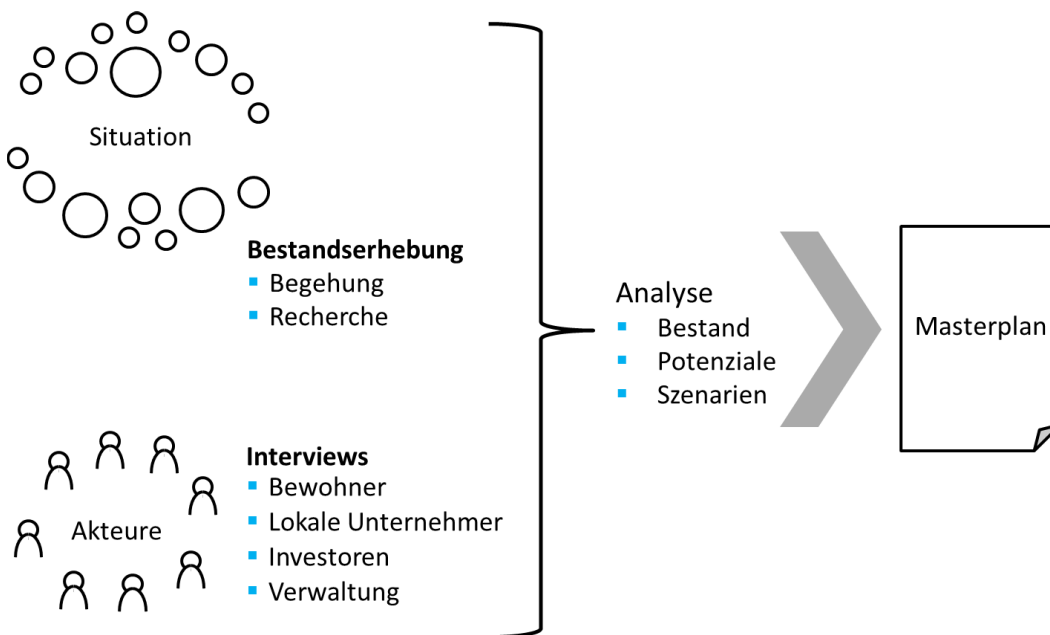 Situation
Bestandserhebung
Begehung
Recherche
Akteure
Interviews
Bewohner
Lokale Unternehmer
Investoren
Verwaltung
Analyse
Bestand
Potenziale
Szenarien
Masterplan